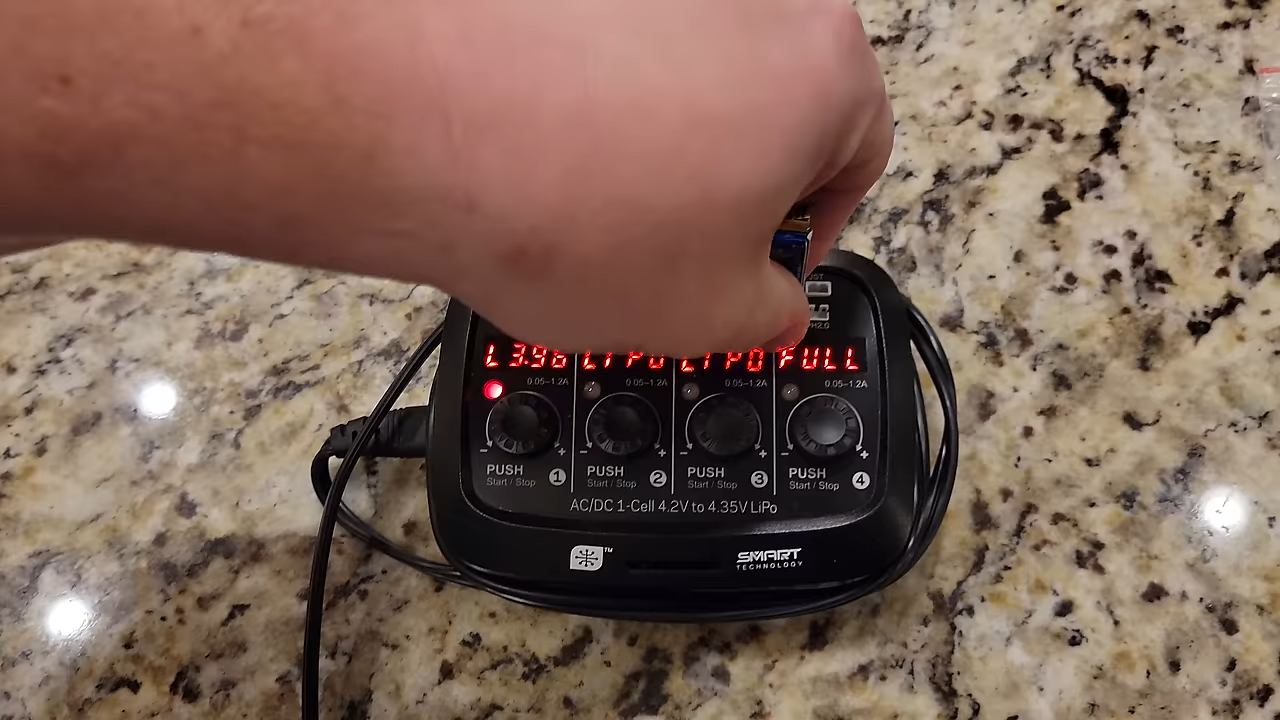 L 3.96 LiPo LiPo FULL
0.05~1.2A 0.05~1.2A 0.05~1.2A 0.05~1.2A
- + - + - + - +
PUSH 1 PUSH 2 PUSH 3 PUSH 4
Start / Stop Start / Stop Start / Stop Start / Stop
AC/DC 1-Cell 4.2V to 4.35V LiPo
TM SMART
TECHNOLOGY